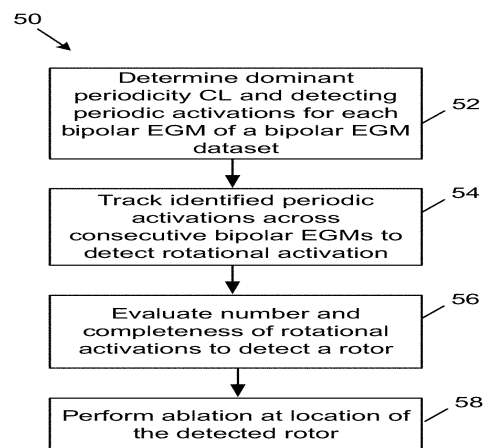 50
Determine dominant
periodicity CL and detecting
periodic activations for each
bipolar EGM of a bipolar EGM
dataset
52
Track identified periodic
activations across
consecutive bipolar EGMs to
detect rotational activation
54
Evaluate number and
completeness of rotational
activations to detect a rotor
56
Perform ablation at location of
the detected rotor
58